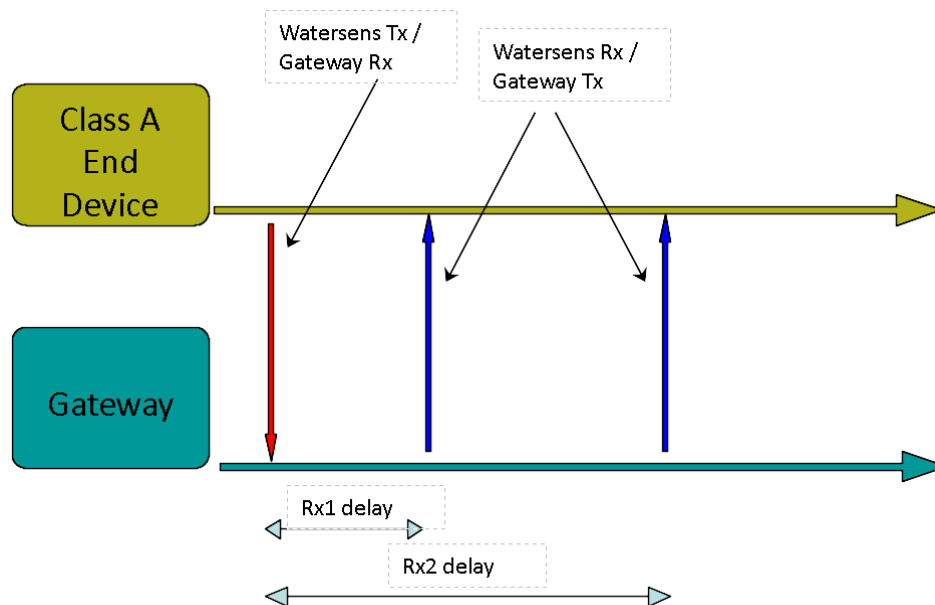 Watersens Tx /
Gateway Rx
Watersens Rx /
Gateway Tx
Class A
End
Device
Gateway
Rx1 delay
Rx2 delay